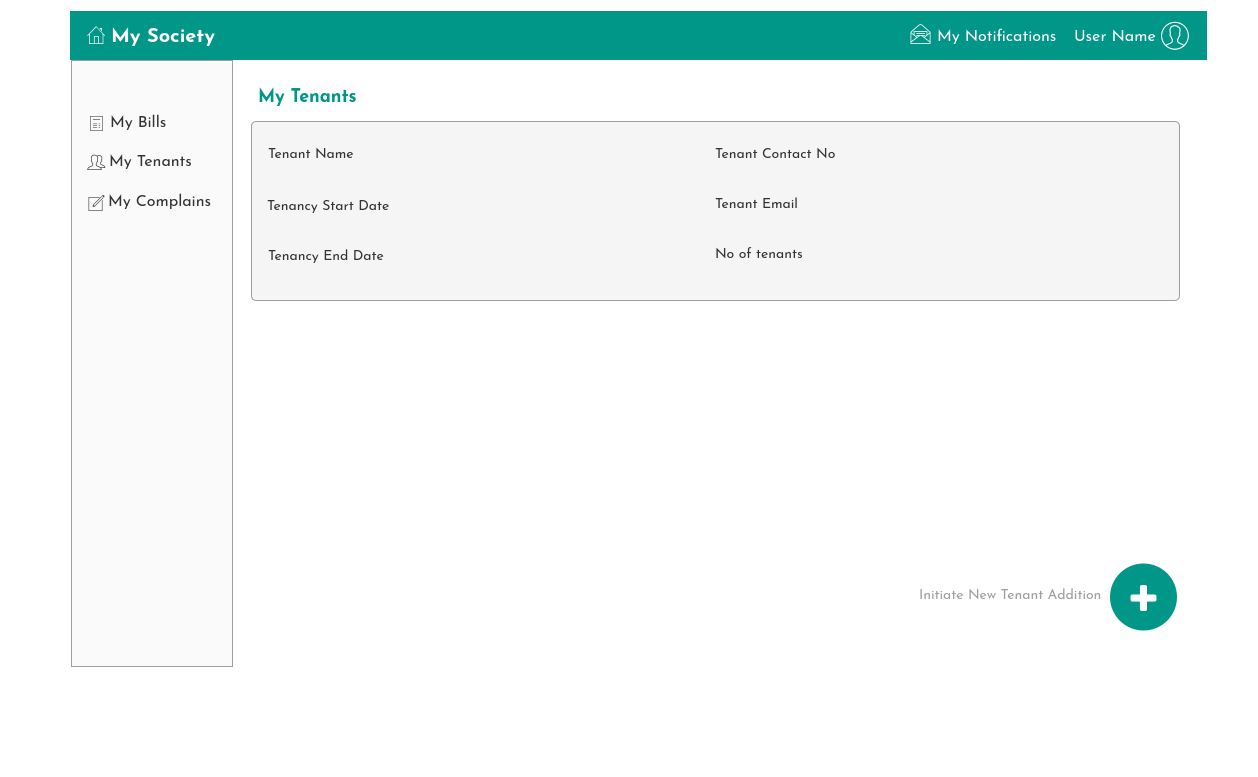 My Society
My Notifications
User Name
My Bills
My Tenants
My Complains
My Tenants
Tenant Name
Tenant Contact No
Tenancy Start Date
Tenant Email
Tenancy End Date
No of tenants
Initiate New Tenant Addition